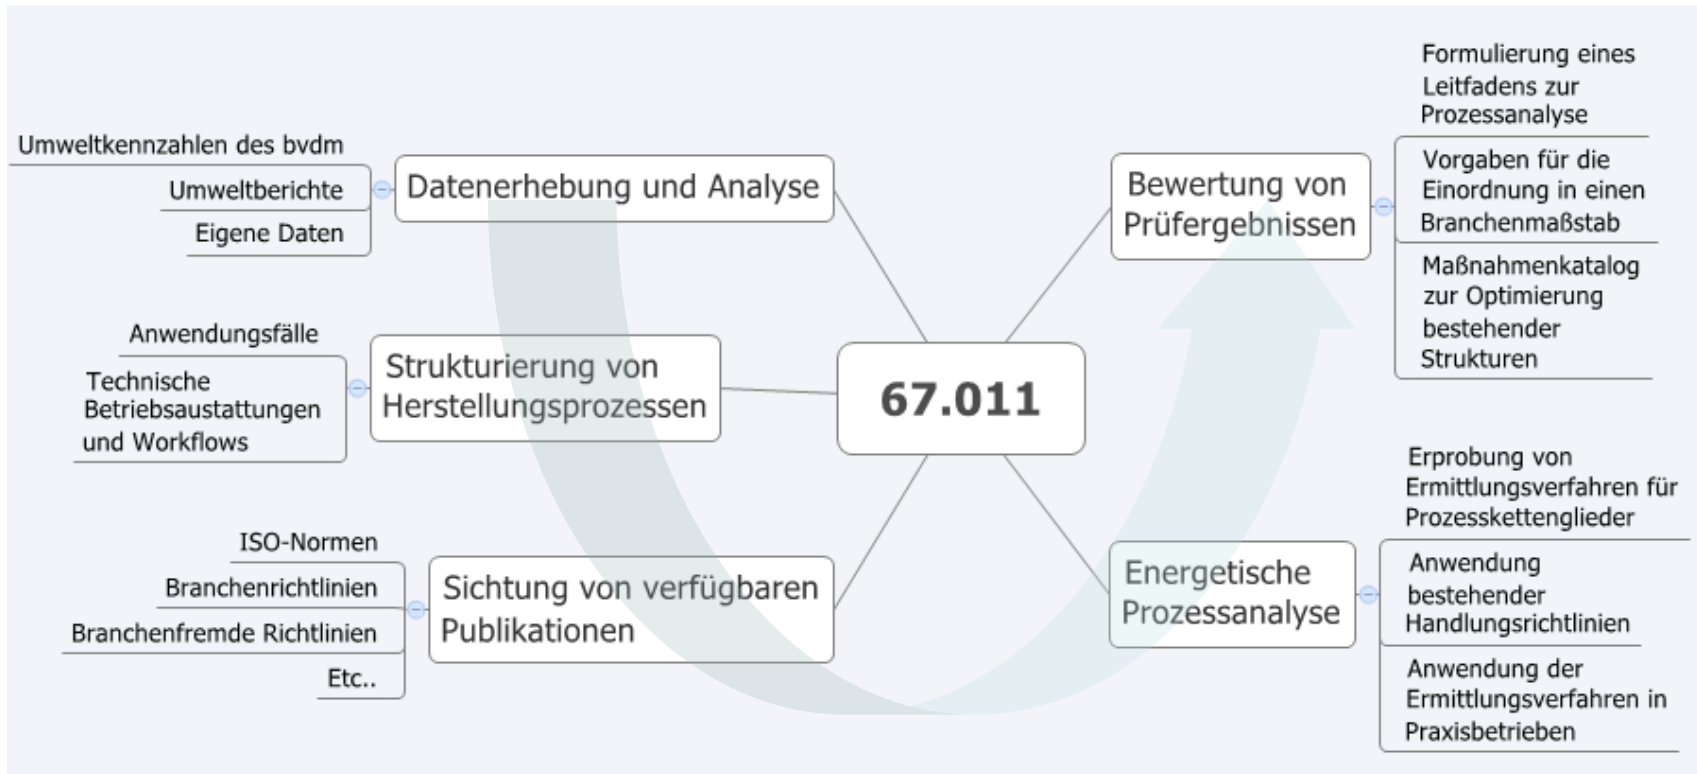 Umweltkennzahlen des bvdm
Umweltberichte
Eigene Daten
Datenerhebung und Analyse
Anwendungsfälle
Technische
Betriebsaustattungen
und Workflows
Strukturierung von
Herstellungsprozessen
ISO-Normen
Branchenrichtlinien
Branchenfremde Richtlinien
Etc..
Sichtung von verfügbaren
Publikationen
67.011
Bewertung von
Prüfergebnissen
Formulierung eines
Leitfadens zur
Prozessanalyse
Vorgaben für die
Einordnung in einen
Branchenmaßstab
Maßnahmenkatalog
zur Optimierung
bestehender
Strukturen
Energetische
Prozessanalyse
Erprobung von
Ermittlungsverfahren für
Prozesskettenglieder
Anwendung
bestehender
Handlungsrichtlinien
Anwendung der
Ermittlungsverfahren in
Praxisbetrieben